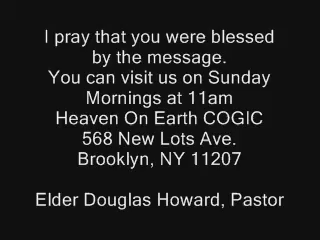 I pray that you were blessed
by the message.
You can visit us on Sunday
Mornings at 11am
Heaven On Earth COGIC
568 New Lots Ave.
Brooklyn, NY 11207
Elder Douglas Howard, Pastor